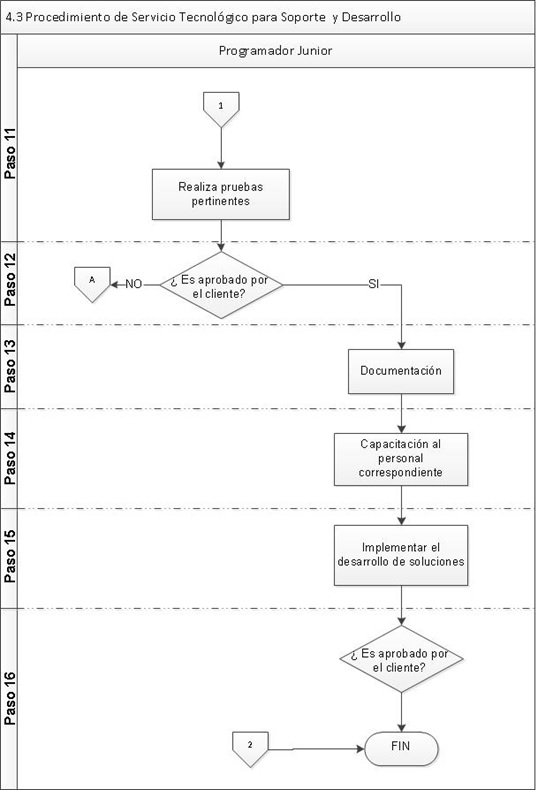 4.3 Procedimiento de Servicio Tecnológico para Soporte y Desarrollo
Programador Junior
Paso 11
1
Realiza pruebas
pertinentes
Paso 12
A
NO
¿ Es aprobado por
el cliente?
SI
Paso 13
Documentación
Paso 14
Capacitación al
personal
correspondiente
Paso 15
Implementar el
desarrollo de soluciones
Paso 16
¿ Es aprobado por
el cliente?
2
FIN